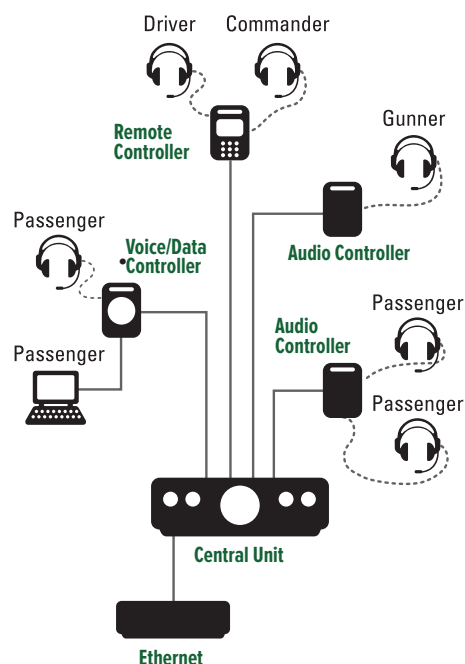 Driver
Commander
Remote
Controller
Gunner
Audio Controller
Passenger
Voice/Data
•Controller
Passenger
Audio
Controller
Passenger
Passenger
Central Unit
Ethernet